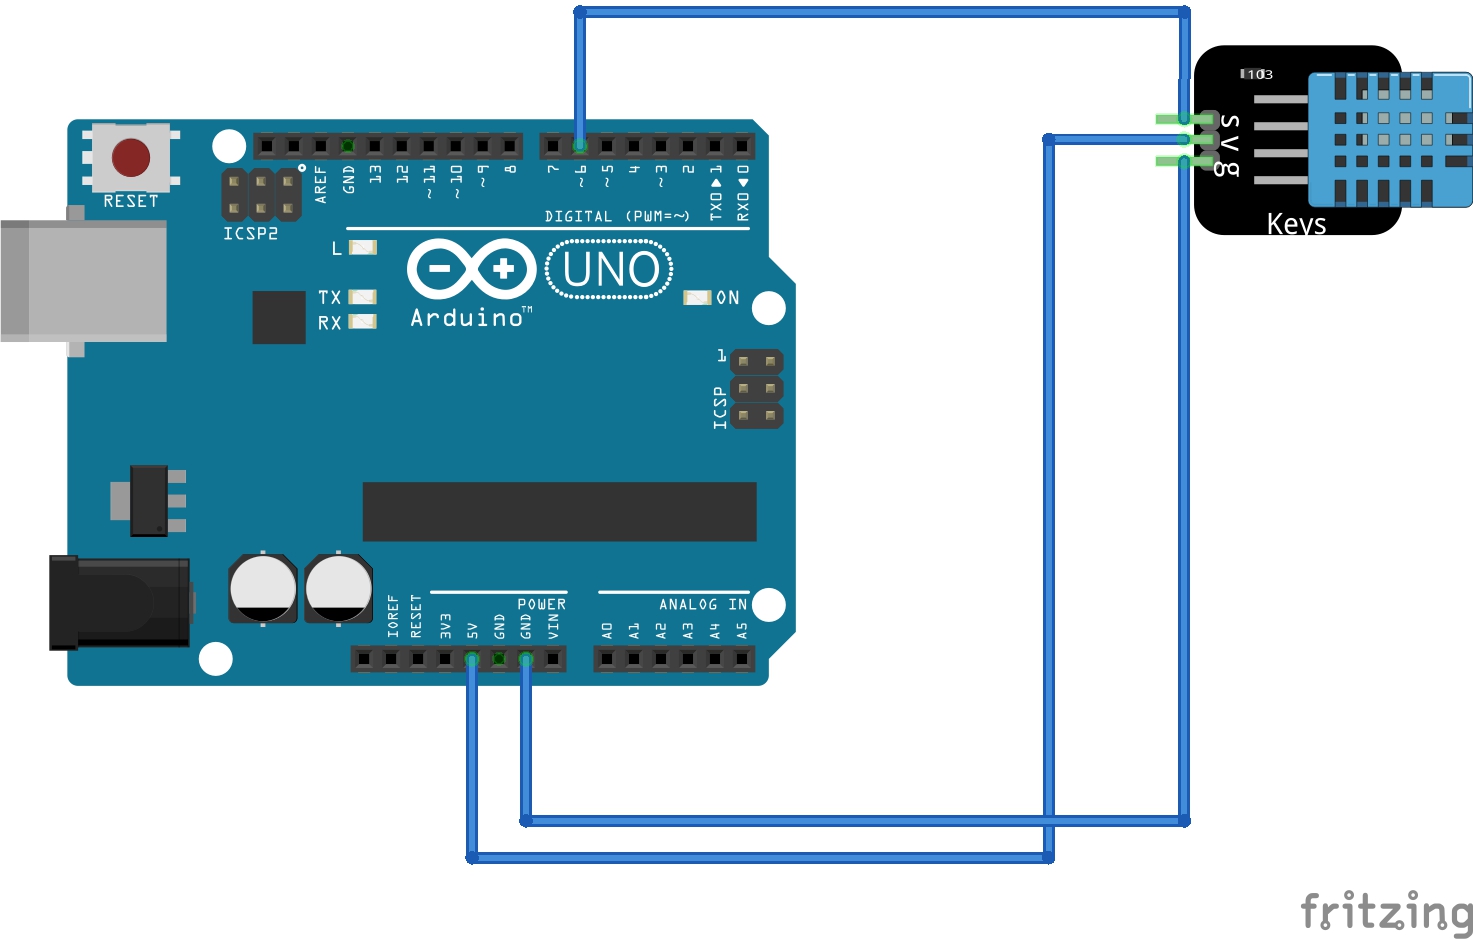 103
S
V
g
Keys
RESET
ICSP2
AREF
GND
13
12
~11
~10
~9
8
7
~6
~5
4
~3
2
TX0▶1
RX0◀0
DIGITAL (PWM=~)
L
TX
RX
Arduino™
UNO
ON
1
ICSP
IOREF
RESET
3V3
5V
GND
GND
VIN
POWER
ANALOG IN
A0
A1
A2
A3
A4
A5
fritzing